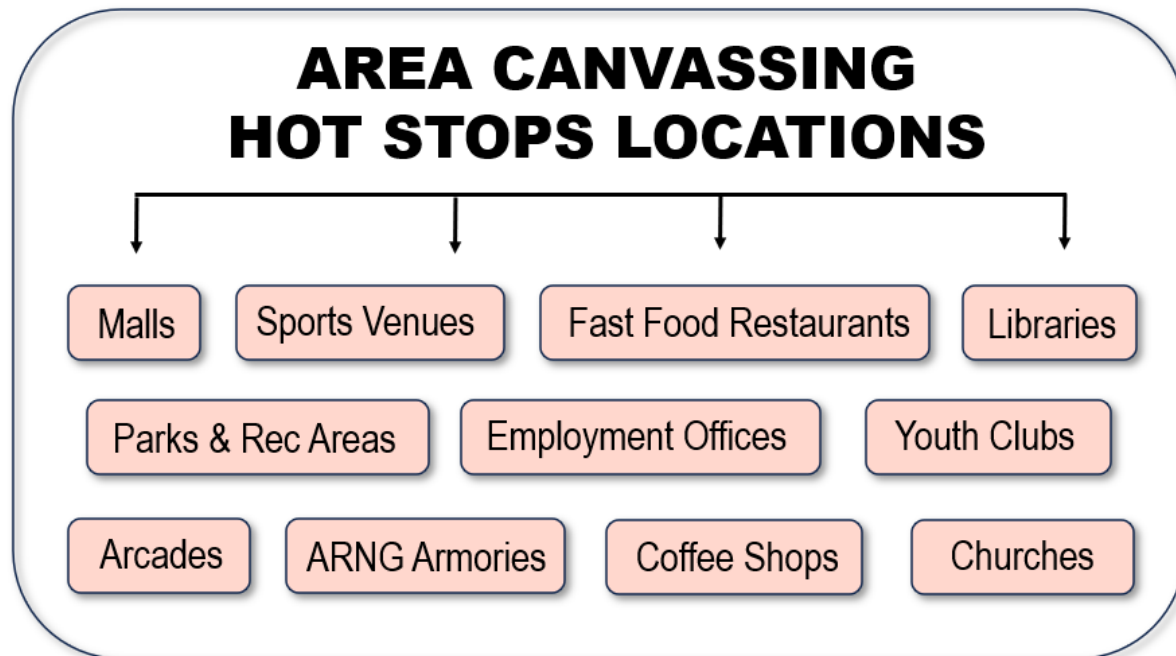 AREA CANVASSING
HOT STOPS LOCATIONS
Malls
Sports Venues
Fast Food Restaurants
Libraries
Parks & Rec Areas
Employment Offices
Youth Clubs
Arcades
ARNG Armories
Coffee Shops
Churches